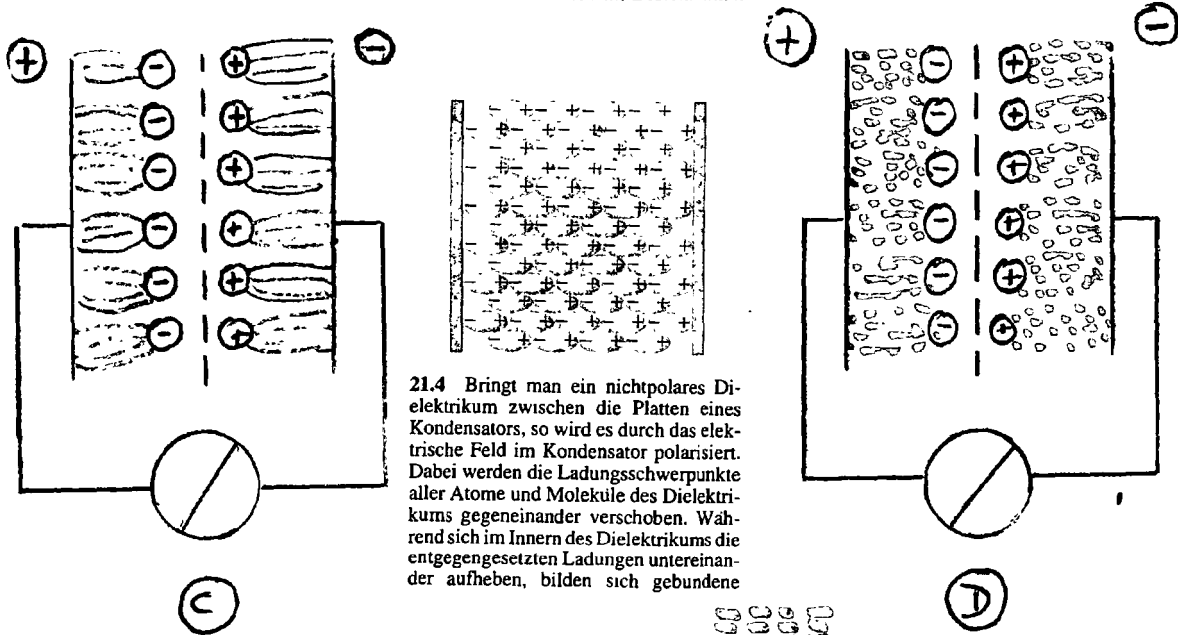 21.4 Bringt man ein nichtpolares Di-
elektrikum zwischen die Platten eines
Kondensators, so wird es durch das elek-
trische Feld im Kondensator polarisiert.
Dabei werden die Ladungsschwerpunkte
aller Atome und Moleküle des Dielektri-
kums gegeneinander verschoben. Wäh-
rend sich im Innern des Dielektrikums die
entgegengesetzten Ladungen untereinan-
der aufheben, bilden sich gebundene
C
D